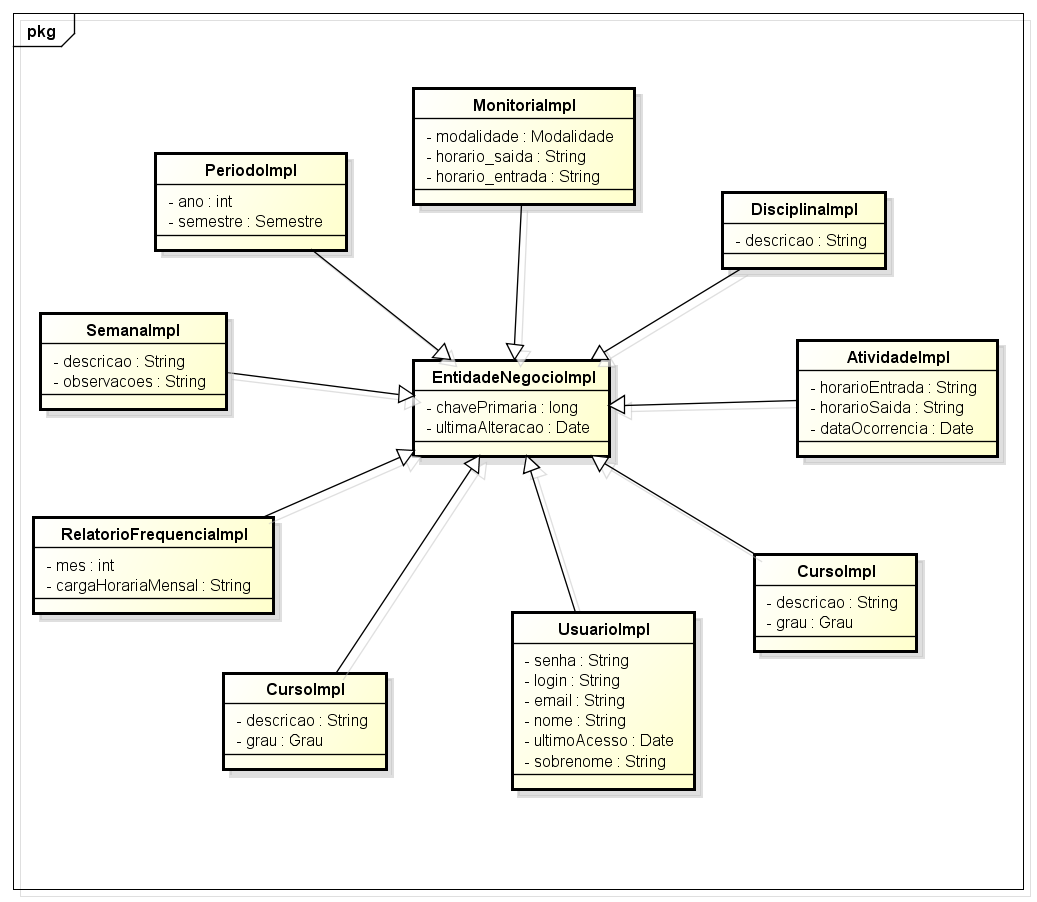 pkg
MonitoriaImpl
- modalidade : Modalidade
- horario_saida : String
- horario_entrada : String
PeriodoImpl
- ano : int
- semestre : Semestre
DisciplinaImpl
- descricao : String
SemanaImpl
- descricao : String
- observacoes : String
EntidadeNegocioImpl
- chavePrimaria : long
- ultimaAlteracao : Date
AtividadeImpl
- horarioEntrada : String
- horarioSaida : String
- dataOcorrencia : Date
RelatorioFrequenciaImpl
- mes : int
- cargaHorariaMensal : String
CursoImpl
- descricao : String
- grau : Grau
UsuarioImpl
- senha : String
- login : String
- email : String
- nome : String
- ultimoAcesso : Date
- sobrenome : String
CursoImpl
- descricao : String
- grau : Grau